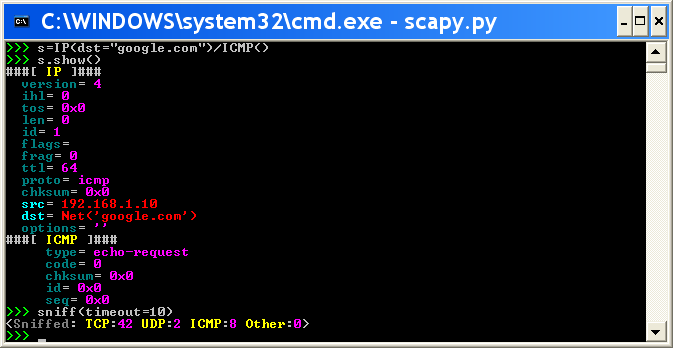 C:\WINDOWS\system32\cmd.exe - scapy.py
>>> s=IP(dst="google.com")/ICMP()
>>> s.show()
###[ IP ]###
version= 4
ihl= 0
tos= 0x0
len= 0
id= 1
flags=
frag= 0
ttl= 64
proto= icmp
chksum= 0x0
src= 192.168.1.10
dst= Net('google.com')
options= ''
###[ ICMP ]###
type= echo-request
code= 0
chksum= 0x0
id= 0x0
seq= 0x0
>>> sniff(timeout=10)
<Sniffed: TCP:42 UDP:2 ICMP:8 Other:0>
>>> _